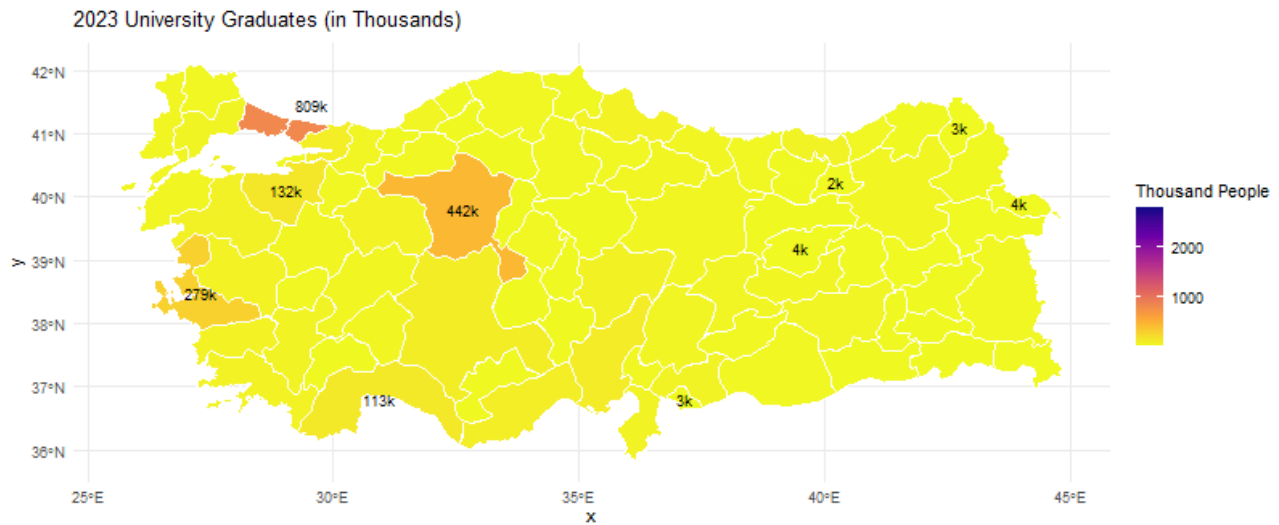 2023 University Graduates (in Thousands)
42°N
41°N
40°N
39°N
38°N
37°N
36°N
y
809k
3k
132k
2k
442k
4k
4k
279k
113k
3k
25°E
30°E
35°E
40°E
45°E
x
Thousand People
2000
1000